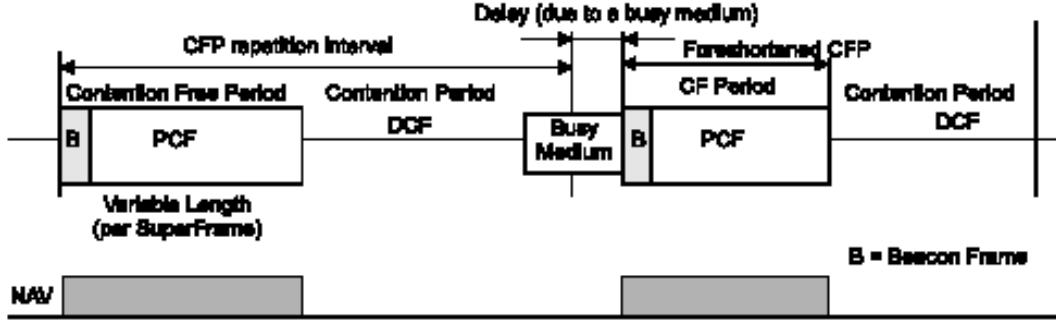 Delay (due to a busy medium)
CFP repetition interval
Foreshortened CFP
Contention Free Period
Contention Period
CF Period
Contention Period
B
PCF
DCF
Busy
Medium
B
PCF
DCF
Variable Length
(per SuperFrame)
B = Beacon Frame
NAV